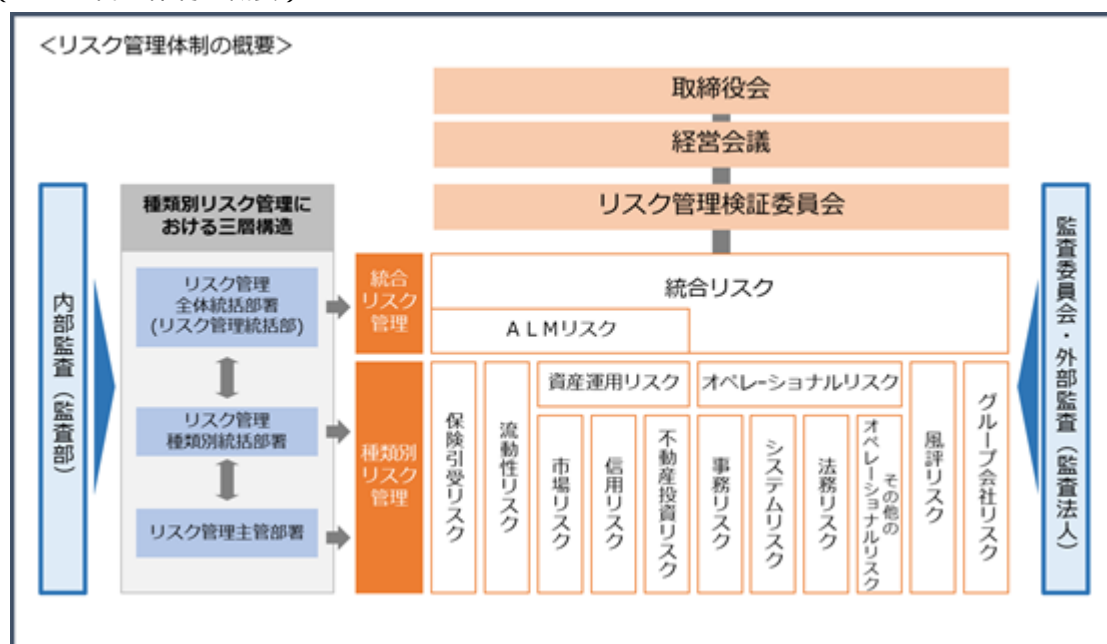 ＜リスク管理体制の概要＞
取締役会
経営会議
リスク管理検証委員会
内部監査（監査部）
種類別リスク管理に
おける三層構造
リスク管理
全体統括部署
(リスク管理統括部)
リスク管理
種類別統括部署
リスク管理主管部署
統合
リスク
管理
統合リスク
ＡＬＭリスク
種類別
リスク
管理
保険引受リスク
流動性リスク
資産運用リスク
市場リスク
信用リスク
不動産投資リスク
オペレーショナルリスク
事務リスク
システムリスク
法務リスク
その他の
オペレーショナルリスク
風評リスク
グループ会社リスク
監査委員会・外部監査（監査法人）